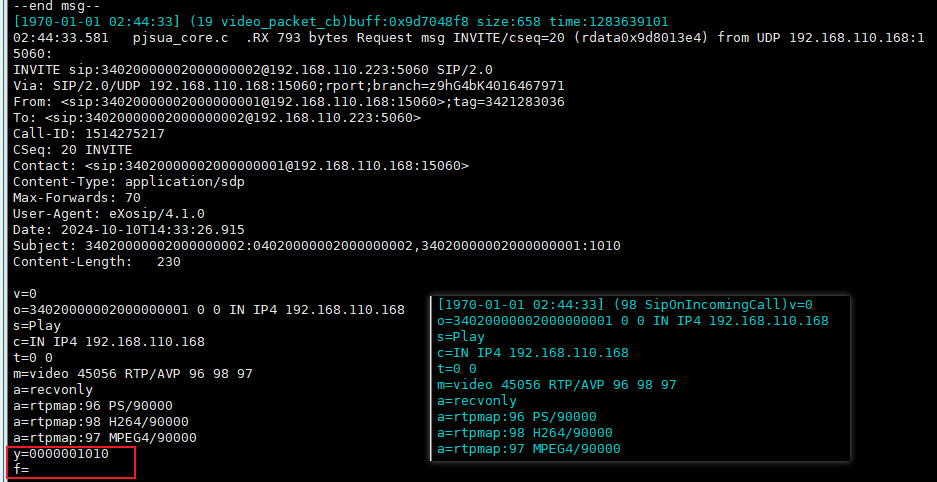 --end msg--
[1970-01-01 02:44:33] (19 video_packet_cb)buff:0x9d7048f8 size:658 time:1283639101
02:44:33.581   pjsua_core.c  .RX 793 bytes Request msg INVITE/cseq=20 (rdata0x9d8013e4) from UDP 192.168.110.168:1
5060:
INVITE sip:34020000002000000002@192.168.110.223:5060 SIP/2.0
Via: SIP/2.0/UDP 192.168.110.168:15060;rport;branch=z9hG4bK4016467971
From: <sip:34020000002000000001@192.168.110.168:15060>;tag=3421283036
To: <sip:34020000002000000002@192.168.110.223:5060>
Call-ID: 1514275217
CSeq: 20 INVITE
Contact: <sip:34020000002000000001@192.168.110.168:15060>
Content-Type: application/sdp
Max-Forwards: 70
User-Agent: eXosip/4.1.0
Date: 2024-10-10T14:33:26.915
Subject: 34020000002000000002:04020000002000000002,34020000002000000001:1010
Content-Length:   230
v=0
o=34020000002000000001 0 0 IN IP4 192.168.110.168
s=Play
c=IN IP4 192.168.110.168
t=0 0
m=video 45056 RTP/AVP 96 98 97
a=recvonly
a=rtpmap:96 PS/90000
a=rtpmap:98 H264/90000
a=rtpmap:97 MPEG4/90000
y=0000001010
f=
[1970-01-01 02:44:33] (98 SipOnIncomingCall)v=0
o=34020000002000000001 0 0 IN IP4 192.168.110.168
s=Play
c=IN IP4 192.168.110.168
t=0 0
m=video 45056 RTP/AVP 96 98 97
a=recvonly
a=rtpmap:96 PS/90000
a=rtpmap:98 H264/90000
a=rtpmap:97 MPEG4/90000